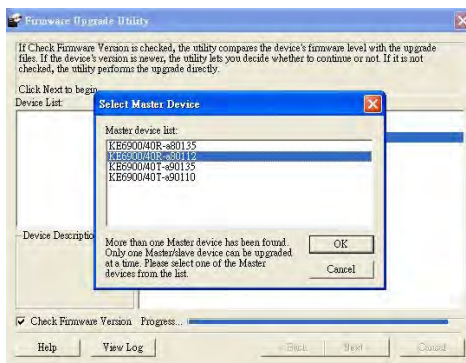 Firmware Upgrade Utility
If Check Firmware Version is checked, the utility compares the device's firmware level with the upgrade
files. If the device's version is newer, the utility lets you decide whether to continue or not. If it is not
checked, the utility performs the upgrade directly.
Click Next to begin
Device List:
Select Master Device
Master device list:
KE6900/40R-a80135
KE6900/40R-a80112
KE6900/40T-a90135
KE6900/40T-a90110
Device Descriptio
More than one Master device has been found.
Only one Master/slave device can be upgraded
at a time. Please select one of the Master
devices from the list.
OK
Cancel
Check Firmware Version Progress...
Help View Log Back Next Cancel